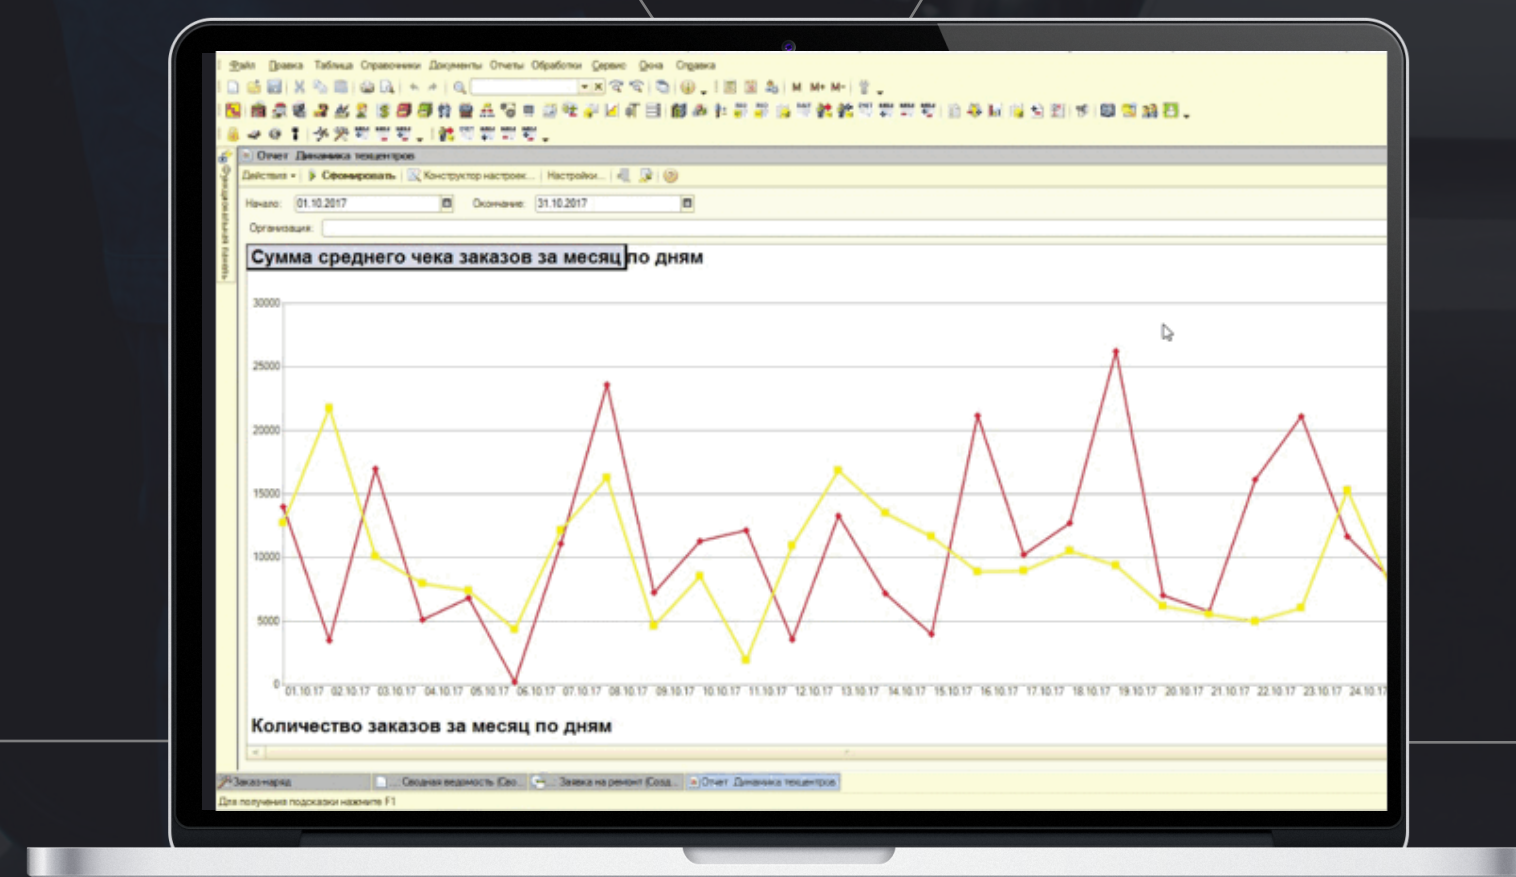 Файл Правка Таблица Справочники Документы Отчеты Обработки Сервис Окна Справка
M M+ M-
Функциональная панель
Отчет Динамика техцентров
Действия Сформировать Конструктор настроек... Настройки...
Начало: 01.10.2017 Окончание: 31.10.2017
Организация:
Сумма среднего чека заказов за месяц по дням
30000
25000
20000
15000
10000
5000
0
01.10.17 02.10.17 03.10.17 04.10.17 05.10.17 06.10.17 07.10.17 08.10.17 09.10.17 10.10.17 11.10.17 12.10.17 13.10.17 14.10.17 15.10.17 16.10.17 17.10.17 18.10.17 19.10.17 20.10.17 21.10.17 22.10.17 23.10.17 24.10.17
Количество заказов за месяц по дням
Заказ-наряд ...: Сводная ведомость (Сво... ...: Заявка на ремонт (Созд... Отчет Динамика техцентров
Для получения подсказки нажмите F1